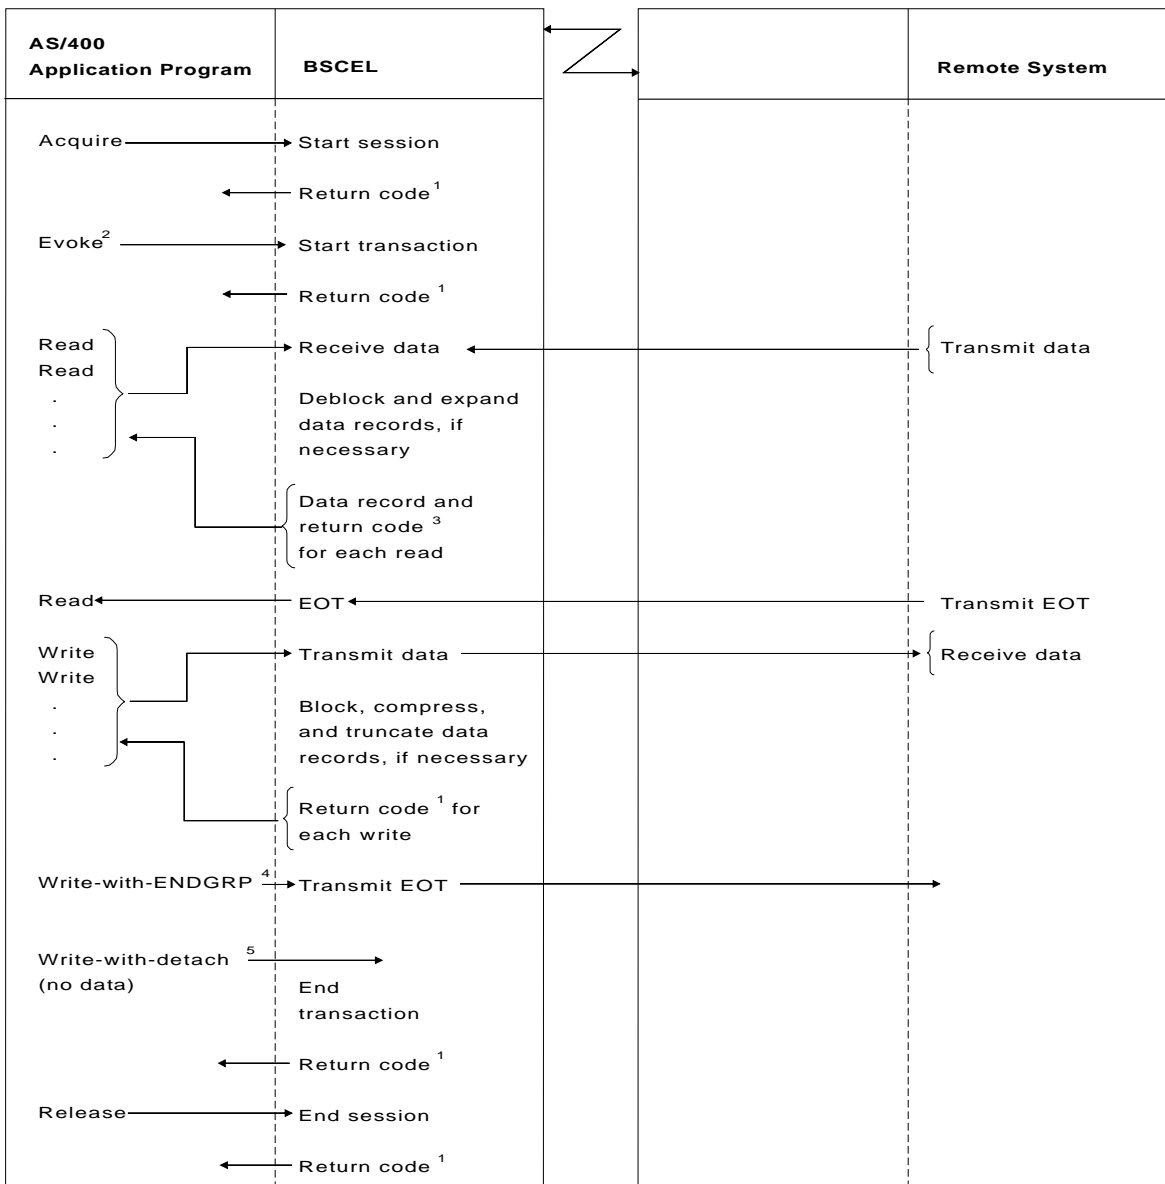 AS/400
Application Program
BSCEL
Remote System
Acquire
Start session
Return code 1
Evoke 2
Start transaction
Return code 1
Read
Read
.
.
.
Receive data
Transmit data
Deblock and expand
data records, if
necessary
Data record and
return code 3
for each read
Read
EOT
Transmit EOT
Write
Write
.
.
.
Transmit data
Receive data
Block, compress,
and truncate data
records, if necessary
Return code 1 for
each write
Write-with-ENDGRP 4
Transmit EOT
Write-with-detach 5
(no data)
End
transaction
Return code 1
Release
End session
Return code 1